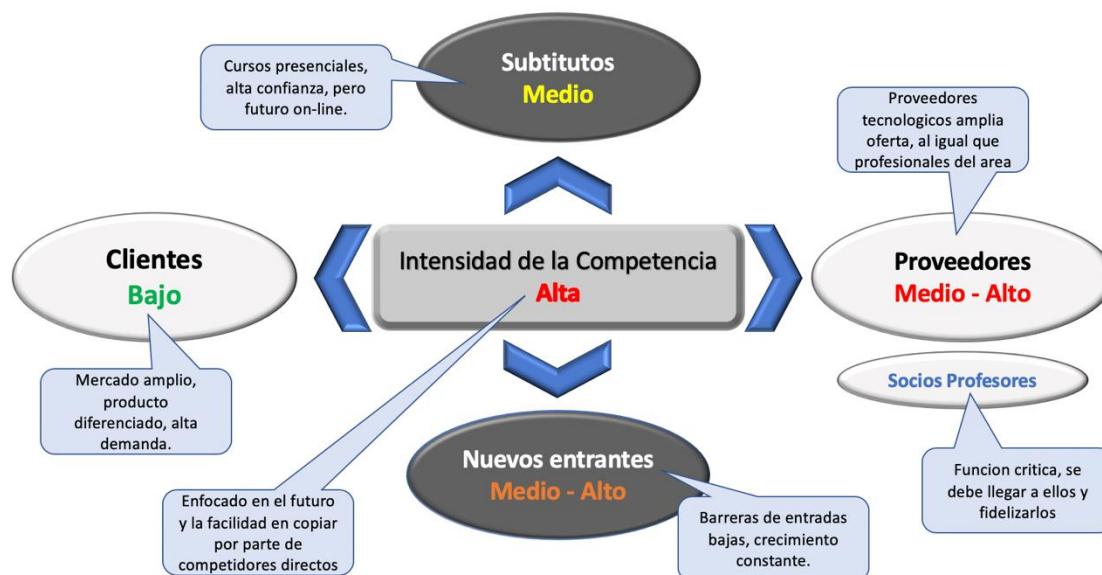 Subtitutos
Medio
Cursos presenciales,
alta confianza, pero
futuro on-line.
Proveedores
tecnologicos amplia
oferta, al igual que
profesionales del area
Clientes
Bajo
Intensidad de la Competencia
Alta
Proveedores
Medio - Alto
Mercado amplio,
producto
diferenciado, alta
demanda.
Socios Profesores
Nuevos entrantes
Medio - Alto
Funcion critica, se
debe llegar a ellos y
fidelizarlos
Enfocado en el futuro
y la facilidad en copiar
por parte de
competidores directos
Barreras de entradas
bajas, crecimiento
constante.